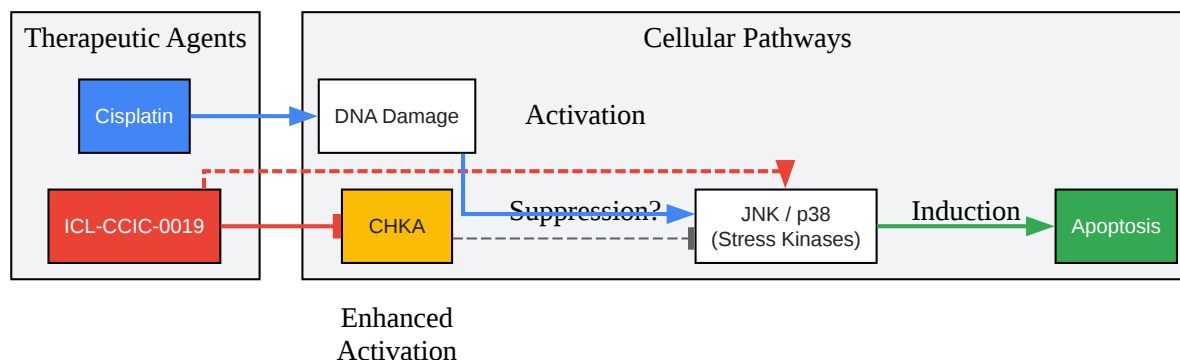 Therapeutic Agents
Cellular Pathways
Cisplatin
DNA Damage
Activation
ICL-CCIC-0019
CHKA
Suppression?
JNK / p38
(Stress Kinases)
Induction
Apoptosis
Enhanced
Activation